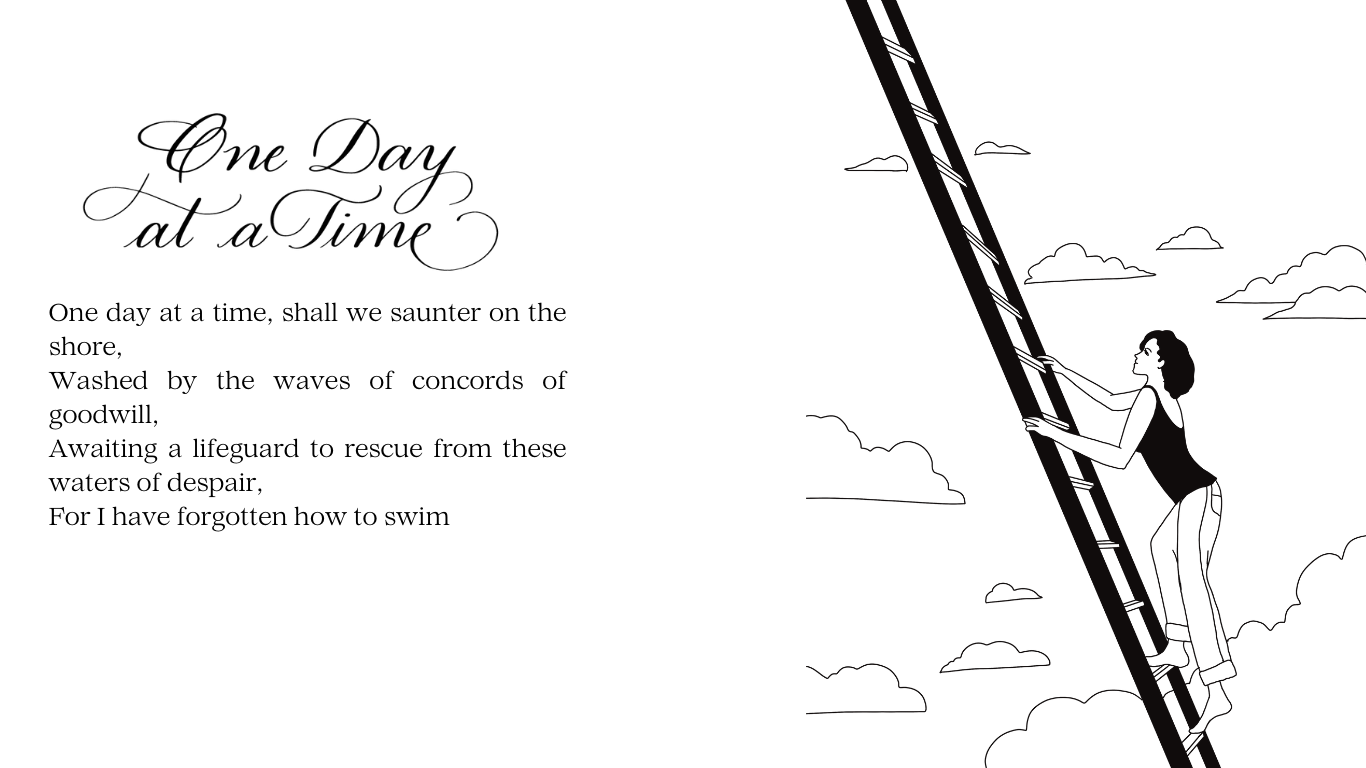 One Day
at a Time
One day at a time, shall we saunter on the
shore,
Washed by the waves of concords of
goodwill,
Awaiting a lifeguard to rescue from these
waters of despair,
For I have forgotten how to swim